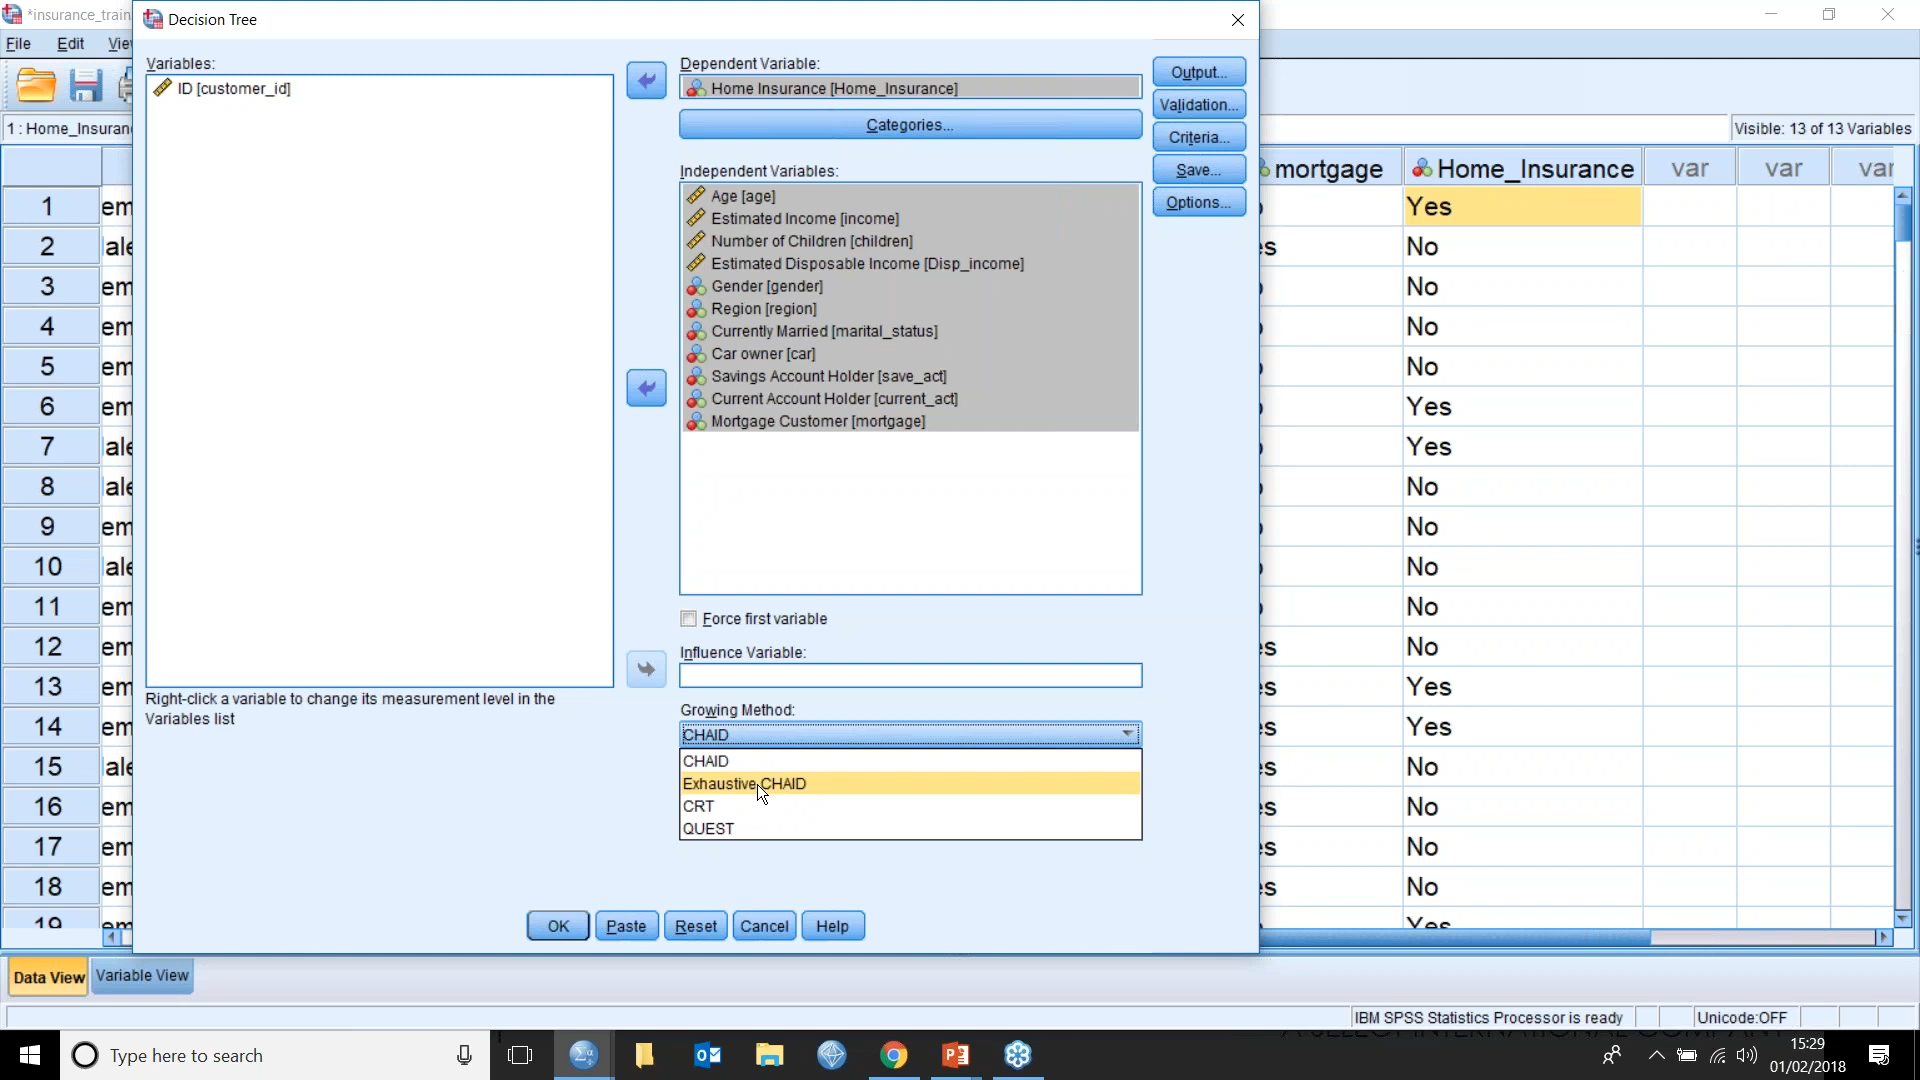 *insurance_train
Decision Tree
File Edit
Variables:
ID [customer_id]
Dependent Variable:
Home Insurance [Home_Insurance]
Categories...
Independent Variables:
Age [age]
Estimated Income [income]
Number of Children [children]
Estimated Disposable Income [Disp_income]
Gender [gender]
Region [region]
Currently Married [marital_status]
Car owner [car]
Savings Account Holder [save_act]
Current Account Holder [current_act]
Mortgage Customer [mortgage]
Force first variable
Influence Variable:
Growing Method:
CHAID
CHAID
Exhaustive CHAID
CRT
QUEST
Right-click a variable to change its measurement level in the
Variables list
OK Paste Reset Cancel Help
Output...
Validation...
Criteria...
Save...
Options...
1 : Home_Insuran
Visible: 13 of 13 Variables
mortgage Home_Insurance var var var
1 Yes
2 No
3 No
4 No
5 No
6 Yes
7 Yes
8 No
9 No
10 No
11 No
12 No
13 Yes
14 Yes
15 No
16 No
17 No
18 No
19 Yes
Data View Variable View
IBM SPSS Statistics Processor is ready Unicode:OFF
Type here to search
15:29
01/02/2018